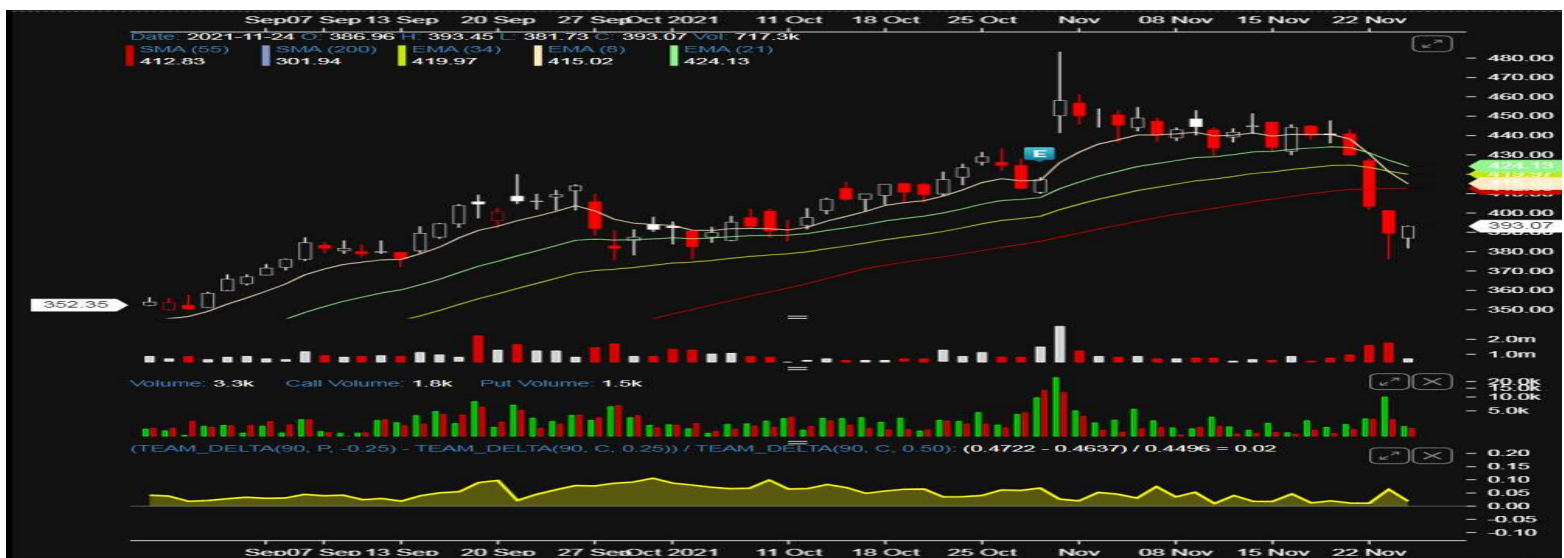 Sep07 Sep 13 Sep 20 Sep 27 SepOct 2021 11 Oct 18 Oct 25 Oct Nov 08 Nov 15 Nov 22 Nov
Date: 2021-11-24 O: 386.96 H: 393.45 L: 381.73 C: 393.07 Vol: 717.3k
SMA (55) SMA (200) EMA (34) EMA (8) EMA (21)
412.83 301.94 419.97 415.02 424.13
480.00
470.00
460.00
450.00
440.00
E
430.00
424.13
400.00
393.07
380.00
370.00
360.00
352.35
350.00
2.0m
1.0m
Volume: 3.3k Call Volume: 1.8k Put Volume: 1.5k
20.0k
15.0k
10.0k
5.0k
(TEAM_DELTA(90, P, -0.25) - TEAM_DELTA(90, C, 0.25)) / TEAM_DELTA(90, C, 0.50): (0.4722 - 0.4637) / 0.4496 = 0.02
0.20
0.15
0.10
0.05
0.00
-0.05
-0.10
Sep07 Sep 13 Sep 20 Sep 27 SepOct 2021 11 Oct 18 Oct 25 Oct Nov 08 Nov 15 Nov 22 Nov